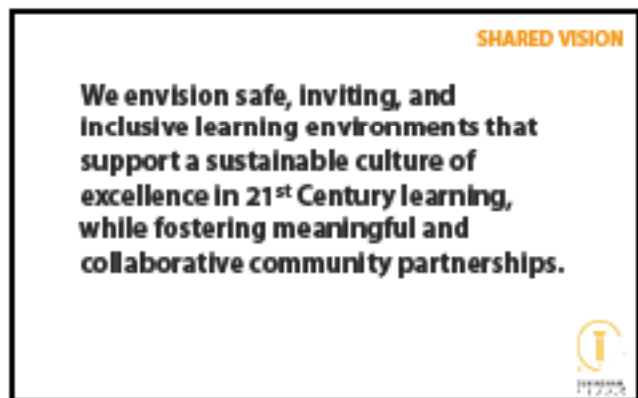 SHARED VISION
We envision safe, inviting, and
inclusive learning environments that
support a sustainable culture of
excellence in 21st Century learning,
while fostering meaningful and
collaborative community partnerships.